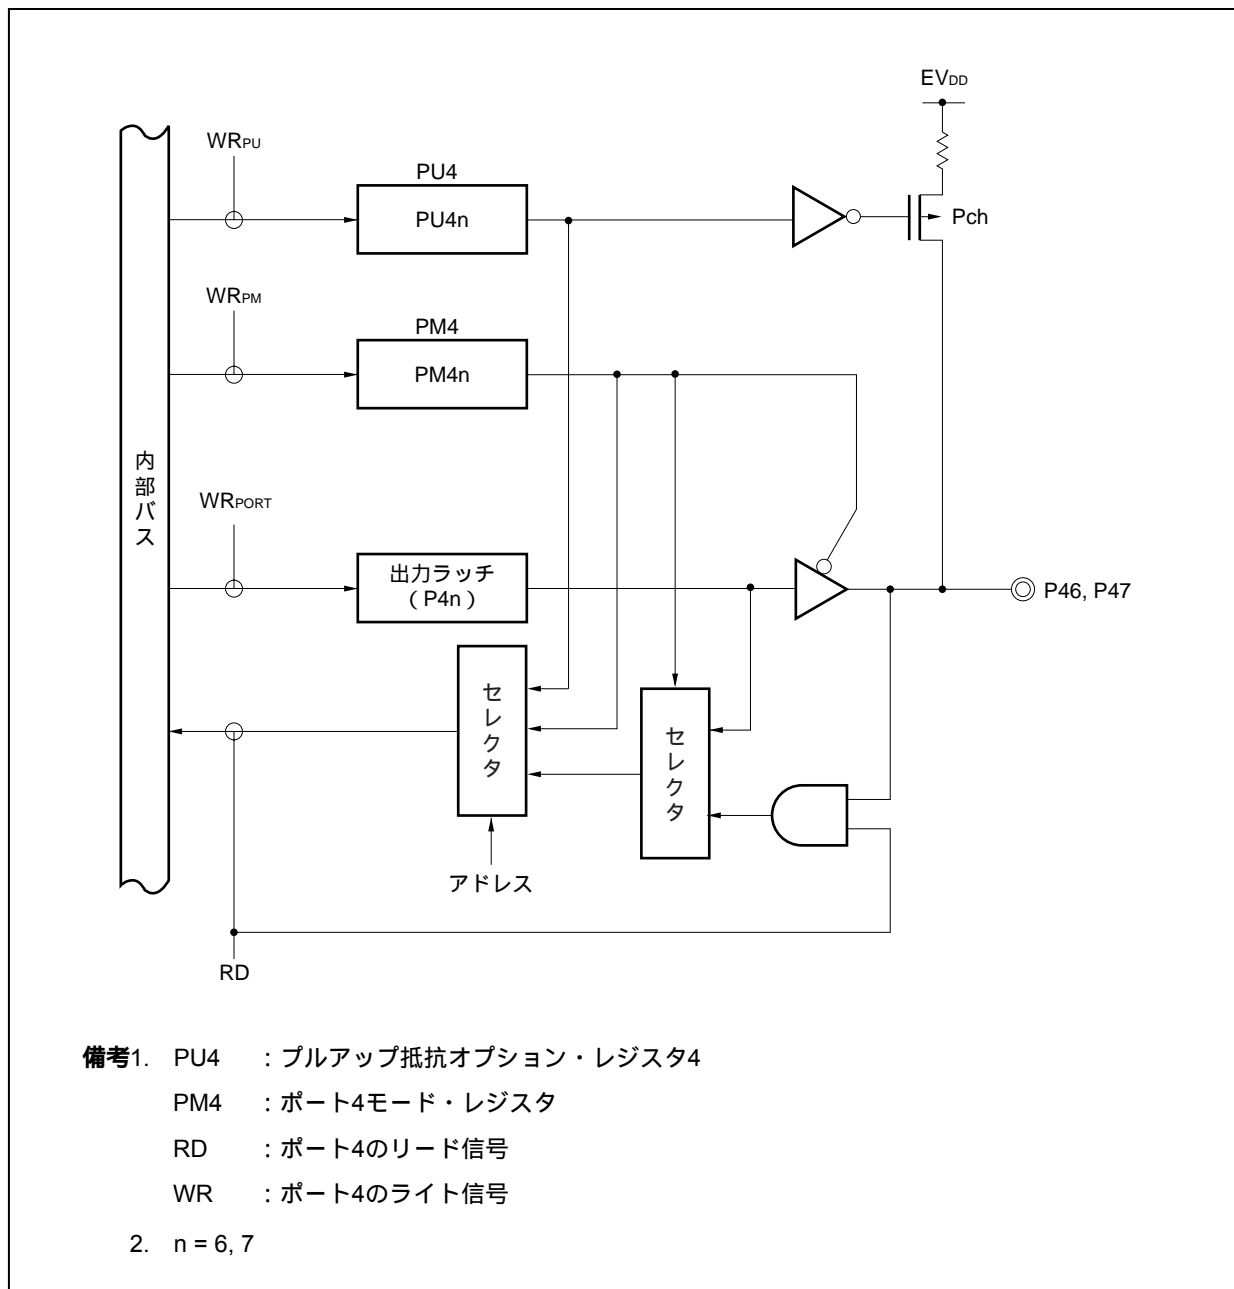 EVDD
WRPU
PU4
PU4n
Pch
WRPM
PM4
PM4n
内部バス
WRPORT
出力ラッチ
（P4n）
P46, P47
セレクタ
セレクタ
アドレス
RD
備考1. PU4 : プルアップ抵抗オプション・レジスタ4
PM4 : ポート4モード・レジスタ
RD : ポート4のリード信号
WR : ポート4のライト信号
2. n = 6, 7